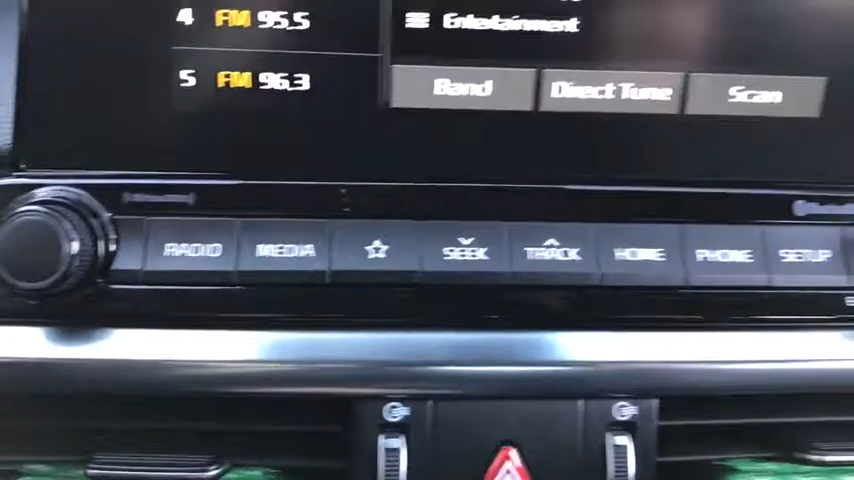 4 FM 95.5
Entertainment
5 FM 96.3
Band Direct Tune Scan
RADIO MEDIA SEEK TRACK HOME PHONE SETUP